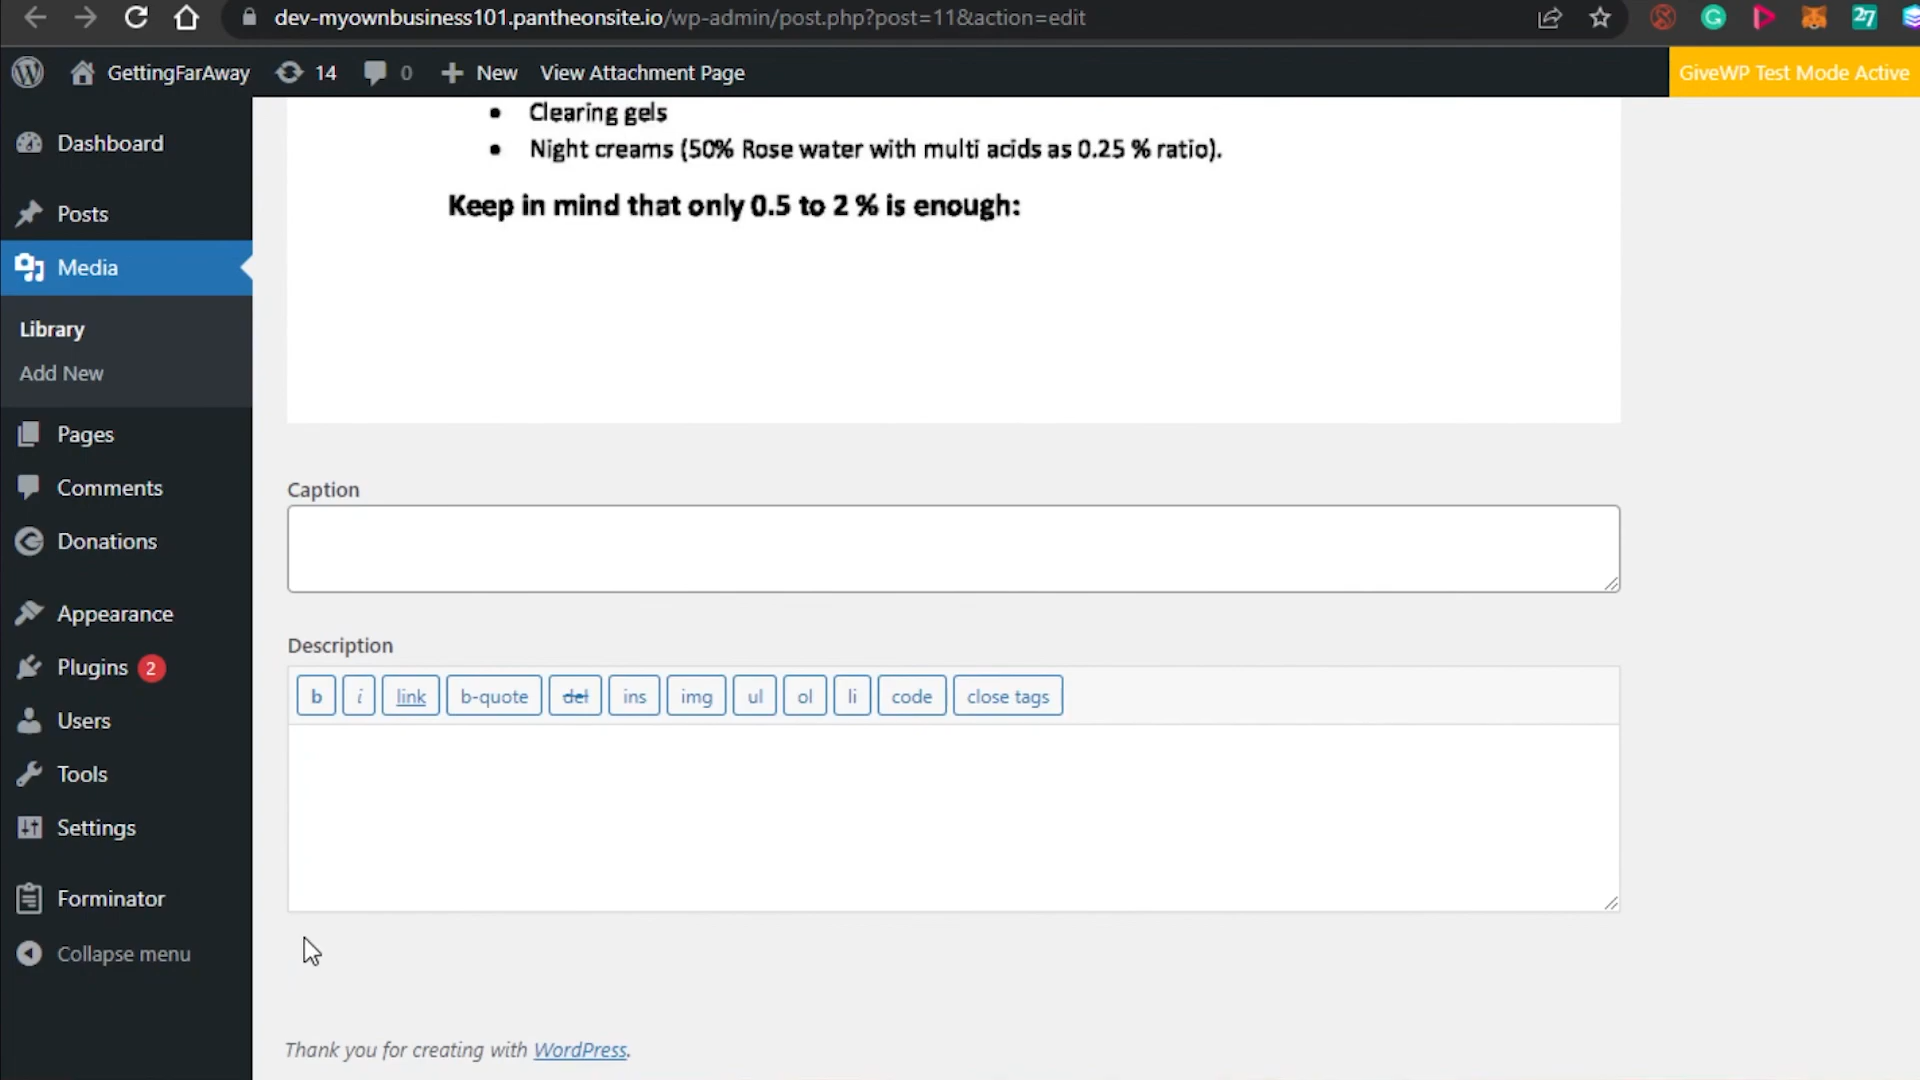 dev-myownbusiness101.pantheonsite.io/wp-admin/post.php?post=11&action=edit
27
GettingFarAway 14 0 New View Attachment Page GiveWP Test Mode Active
Dashboard
Posts
Media
Library
Add New
Pages
Comments
Donations
Appearance
Plugins 2
Users
Tools
Settings
Forminator
Collapse menu
• Clearing gels
• Night creams (50% Rose water with multi acids as 0.25 % ratio).
Keep in mind that only 0.5 to 2 % is enough:
Caption
Description
b i link b-quote del ins img ul ol li code close tags
Thank you for creating with WordPress.